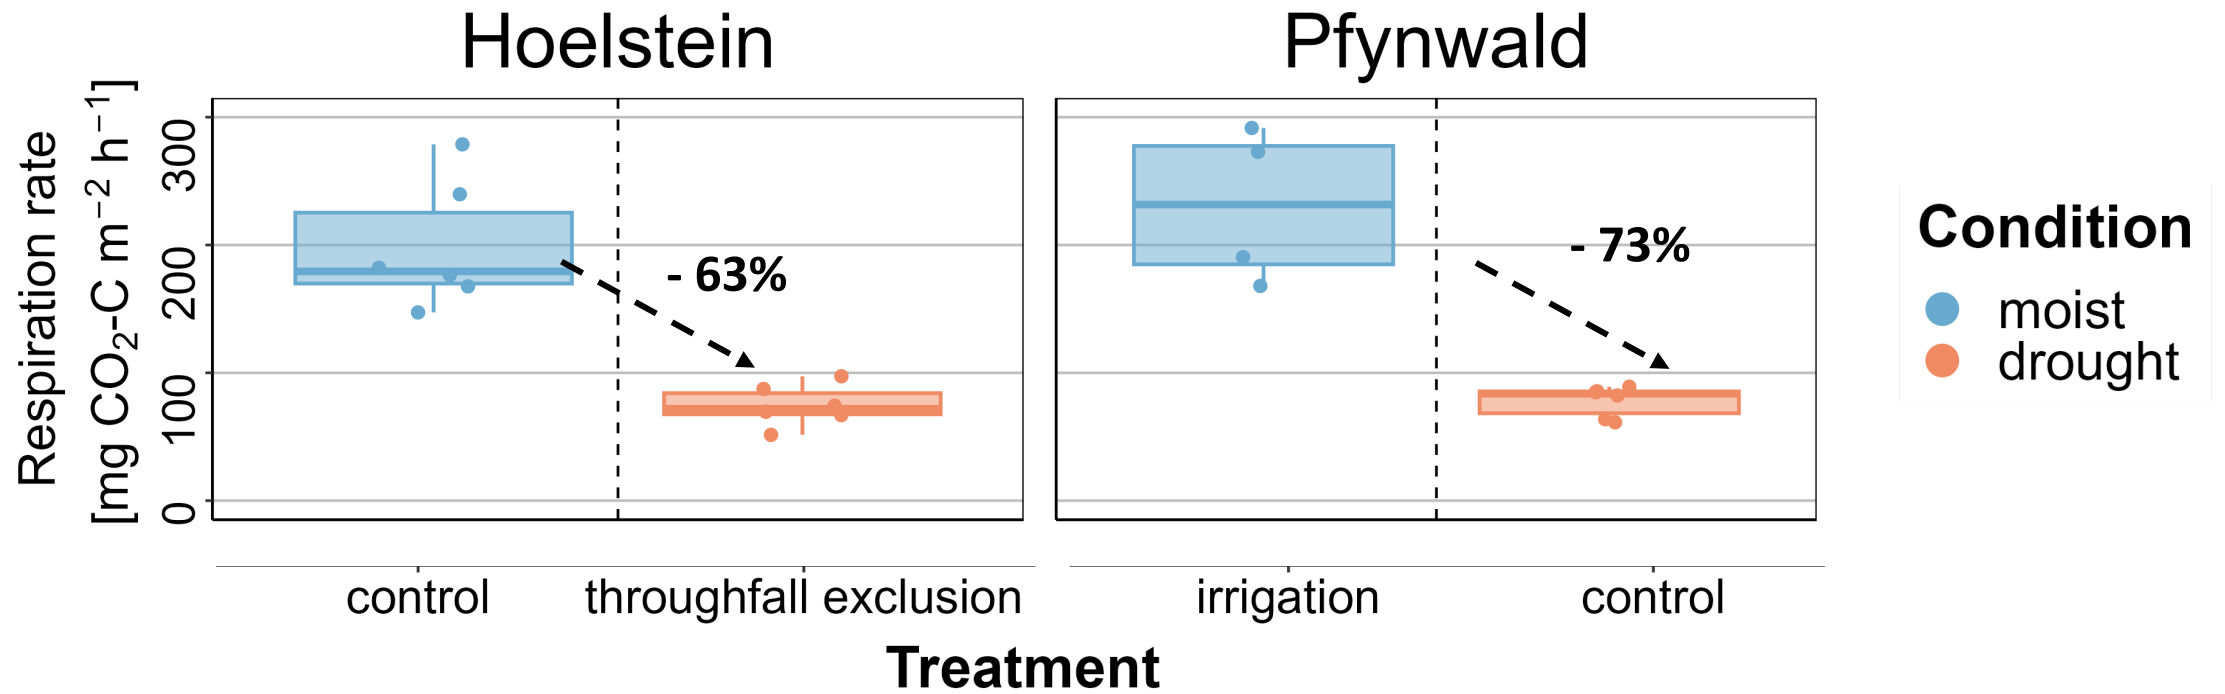 Hoelstein
Pfynwald
Respiration rate
[mg CO₂-C m⁻² h⁻¹]
300
200
100
0
- 63%
- 73%
control
throughfall exclusion
irrigation
control
Treatment
Condition
moist
drought